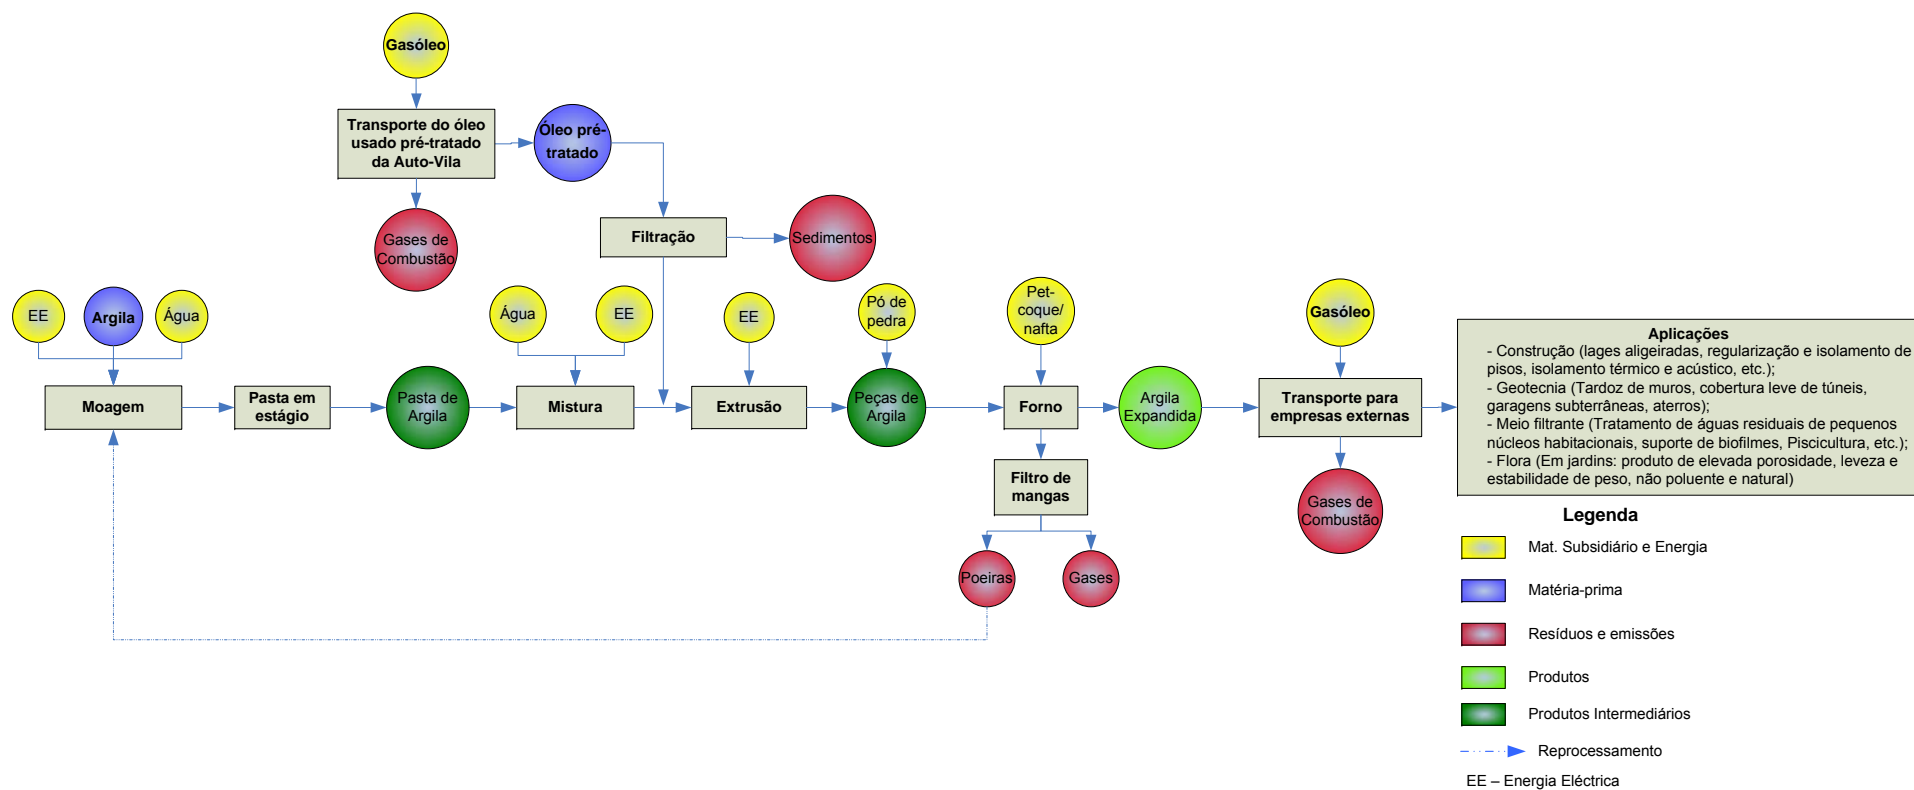 Gasóleo
Transporte do óleo
usado pré-tratado
da Auto-Vila
Óleo pré-
tratado
Gases de
Combustão
Filtração
Sedimentos
EE
Argila
Água
Água
EE
EE
Pó de
pedra
Pet-
coque/
nafta
Gasóleo
Moagem
Pasta em
estágio
Pasta de
Argila
Mistura
Extrusão
Peças de
Argila
Forno
Argila
Expandida
Transporte para
empresas externas
Aplicações
- Construção (lages aligeiradas, regularização e isolamento de
pisos, isolamento térmico e acústico, etc.);
- Geotecnia (Tardoz de muros, cobertura leve de túneis,
garagens subterrâneas, aterros);
- Meio filtrante (Tratamento de águas residuais de pequenos
núcleos habitacionais, suporte de biofilmes, Piscicultura, etc.);
- Flora (Em jardins: produto de elevada porosidade, leveza e
estabilidade de peso, não poluente e natural)
Filtro de
mangas
Gases de
Combustão
Poeiras
Gases
Legenda
Mat. Subsidiário e Energia
Matéria-prima
Resíduos e emissões
Produtos
Produtos Intermediários
Reprocessamento
EE – Energia Eléctrica